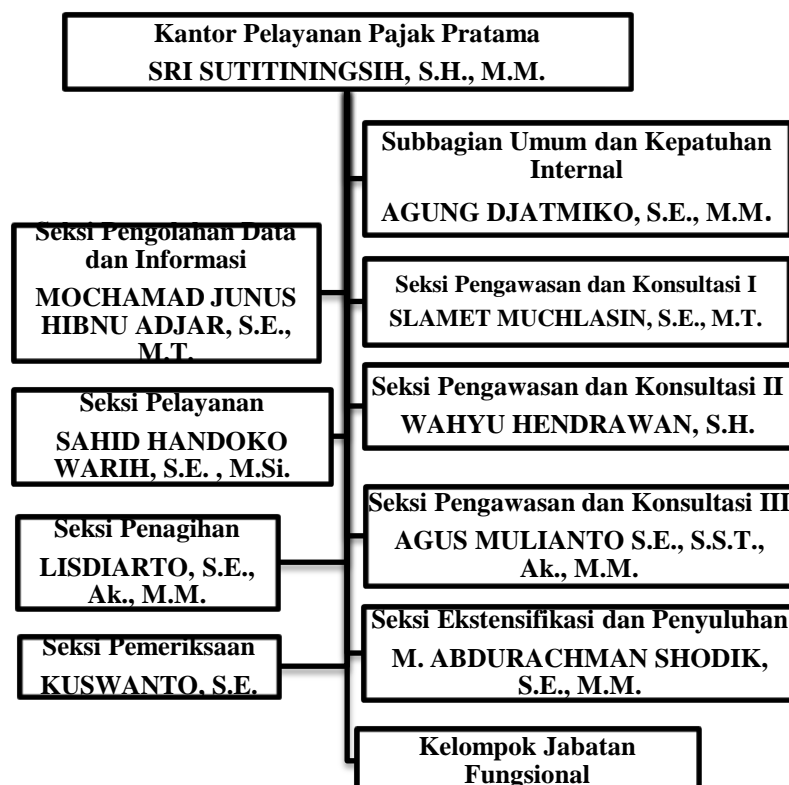 Kantor Pelayanan Pajak Pratama
SRI SUTITININGSIH, S.H., M.M.
Subbagian Umum dan Kepatuhan
Internal
AGUNG DJATMIKO, S.E., M.M.
Seksi Pengolahan Data
dan Informasi
MOCHAMAD JUNUS
HIBNU ADJAR, S.E.,
M.T.
Seksi Pengawasan dan Konsultasi I
SLAMET MUCHLASIN, S.E., M.T.
Seksi Pengawasan dan Konsultasi II
WAHYU HENDRAWAN, S.H.
Seksi Pelayanan
SAHID HANDOKO
WARIH, S.E. , M.Si.
Seksi Pengawasan dan Konsultasi III
AGUS MULIANTO S.E., S.S.T.,
Ak., M.M.
Seksi Penagihan
LISDIARTO, S.E.,
Ak., M.M.
Seksi Ekstensifikasi dan Penyuluhan
M. ABDURACHMAN SHODIK,
S.E., M.M.
Seksi Pemeriksaan
KUSWANTO, S.E.
Kelompok Jabatan
Fungsional